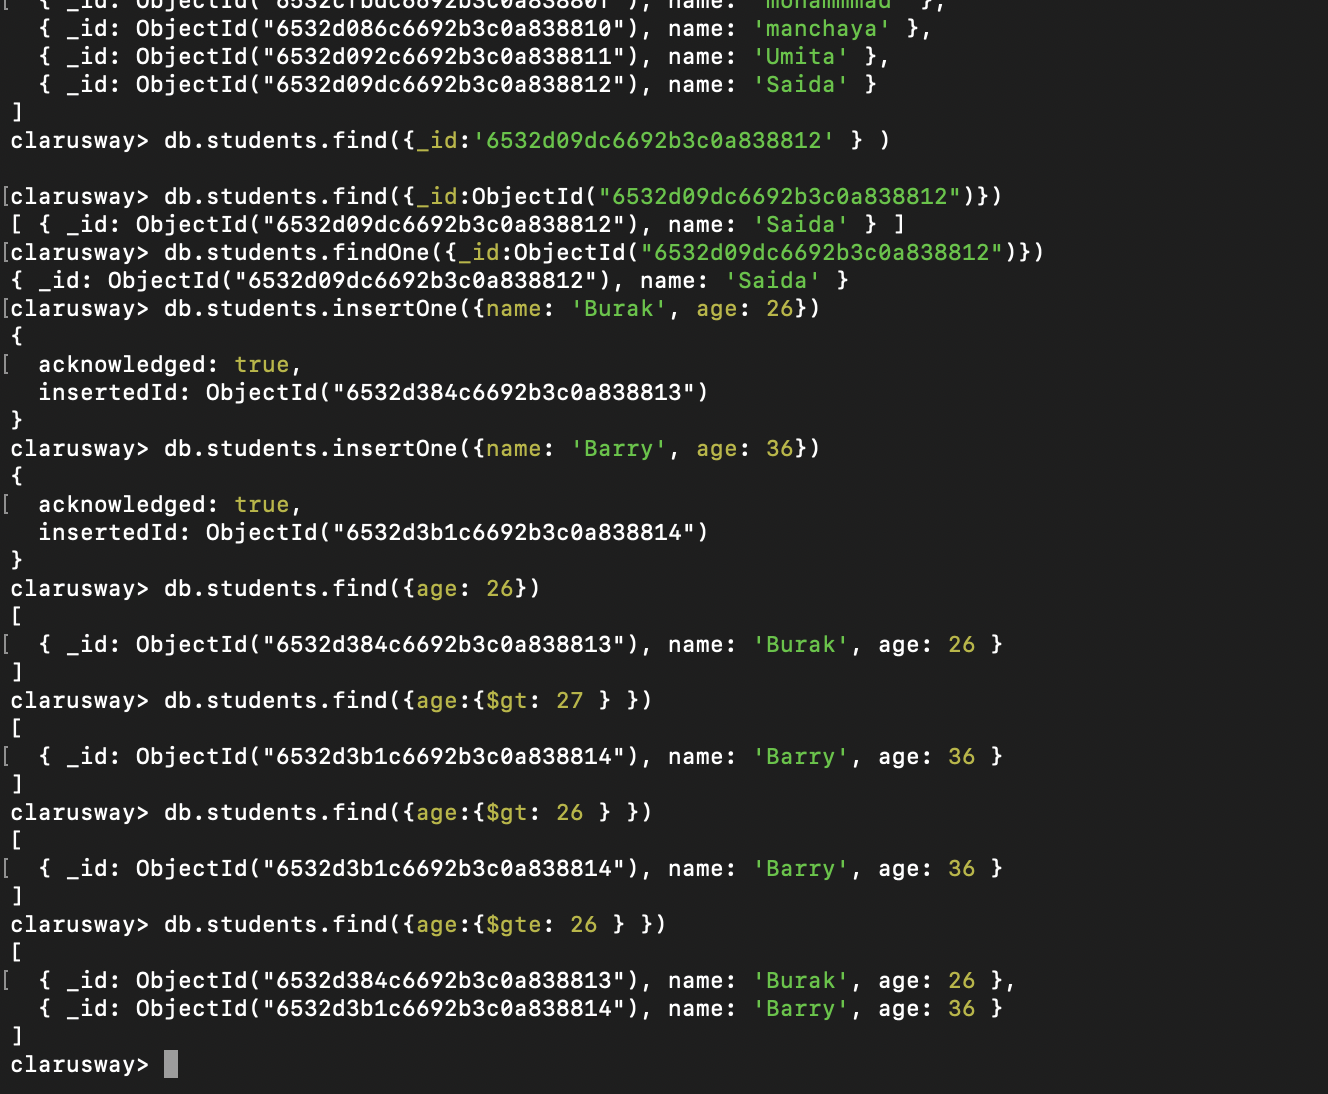 { _id: ObjectId("6532cfbdc6692b3c0a83880f"), name: 'mohammmad' },
{ _id: ObjectId("6532d086c6692b3c0a838810"), name: 'manchaya' },
{ _id: ObjectId("6532d092c6692b3c0a838811"), name: 'Umita' },
{ _id: ObjectId("6532d09dc6692b3c0a838812"), name: 'Saida' }
]
clarusway> db.students.find({_id:'6532d09dc6692b3c0a838812' } )
[clarusway> db.students.find({_id:ObjectId("6532d09dc6692b3c0a838812")})
[ { _id: ObjectId("6532d09dc6692b3c0a838812"), name: 'Saida' } ]
[clarusway> db.students.findOne({_id:ObjectId("6532d09dc6692b3c0a838812")})
{ _id: ObjectId("6532d09dc6692b3c0a838812"), name: 'Saida' }
[clarusway> db.students.insertOne({name: 'Burak', age: 26})
{
[ acknowledged: true,
insertedId: ObjectId("6532d384c6692b3c0a838813")
}
clarusway> db.students.insertOne({name: 'Barry', age: 36})
{
[ acknowledged: true,
insertedId: ObjectId("6532d3b1c6692b3c0a838814")
}
clarusway> db.students.find({age: 26})
[
[ { _id: ObjectId("6532d384c6692b3c0a838813"), name: 'Burak', age: 26 }
]
clarusway> db.students.find({age:{$gt: 27 } })
[
[ { _id: ObjectId("6532d3b1c6692b3c0a838814"), name: 'Barry', age: 36 }
]
clarusway> db.students.find({age:{$gt: 26 } })
[
[ { _id: ObjectId("6532d3b1c6692b3c0a838814"), name: 'Barry', age: 36 }
]
clarusway> db.students.find({age:{$gte: 26 } })
[
[ { _id: ObjectId("6532d384c6692b3c0a838813"), name: 'Burak', age: 26 },
{ _id: ObjectId("6532d3b1c6692b3c0a838814"), name: 'Barry', age: 36 }
]
clarusway>